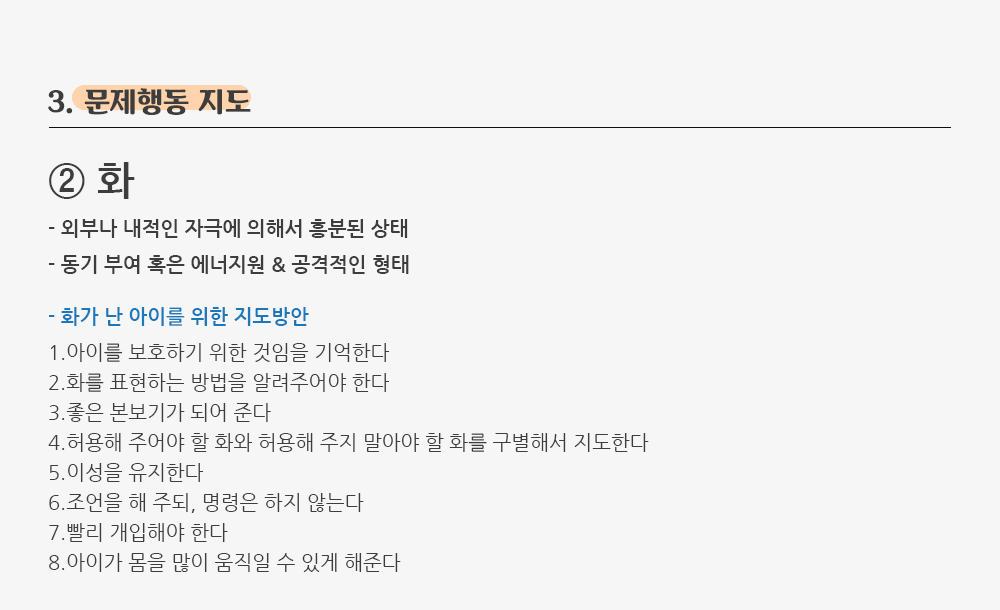 3. 문제행동 지도
② 화
- 외부나 내적인 자극에 의해서 흥분된 상태
- 동기 부여 혹은 에너지원 & 공격적인 형태
- 화가 난 아이를 위한 지도방안
1.아이를 보호하기 위한 것임을 기억한다
2.화를 표현하는 방법을 알려주어야 한다
3.좋은 본보기가 되어 준다
4.허용해 주어야 할 화와 허용해 주지 말아야 할 화를 구별해서 지도한다
5.이성을 유지한다
6.조언을 해 주되, 명령은 하지 않는다
7.빨리 개입해야 한다
8.아이가 몸을 많이 움직일 수 있게 해준다